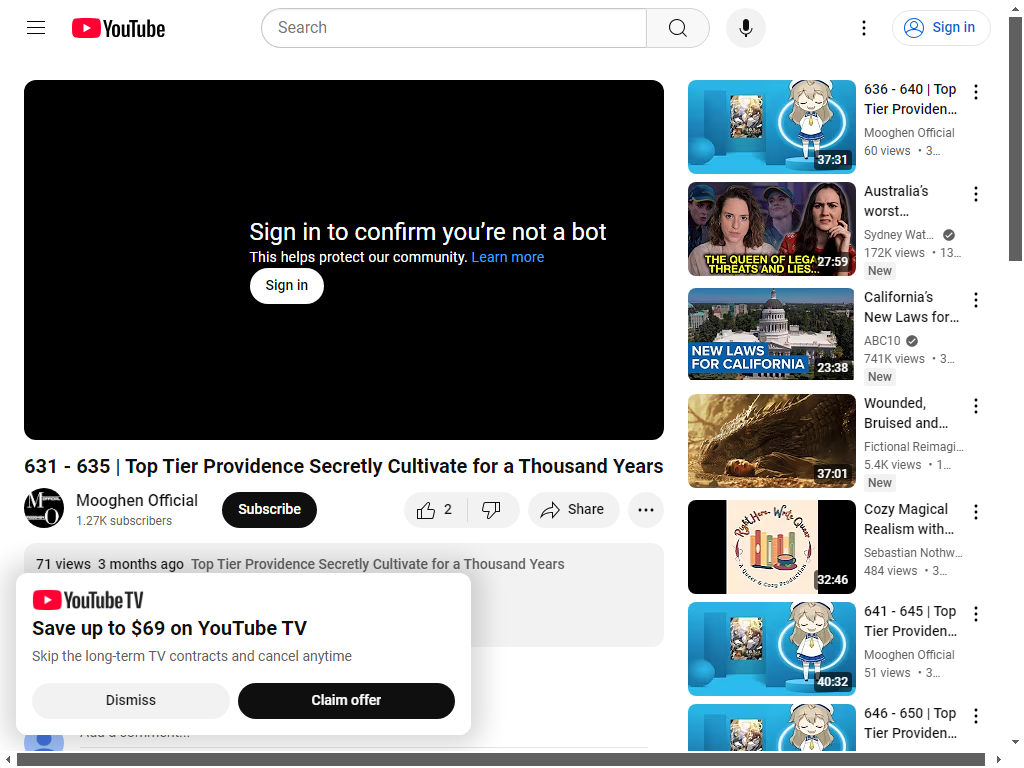 YouTube
Search
Sign in
Sign in to confirm you're not a bot
This helps protect our community. Learn more
Sign in
631 - 635 | Top Tier Providence Secretly Cultivate for a Thousand Years
Mooghen Official
1.27K subscribers
Subscribe
2
Share
71 views 3 months ago Top Tier Providence Secretly Cultivate for a Thousand Years
YouTube TV
Save up to $69 on YouTube TV
Skip the long-term TV contracts and cancel anytime
Dismiss
Claim offer
37:31
636 - 640 | Top
Tier Providen...
Mooghen Official
60 views • 3...
THE QUEEN OF LEGA
THREATS AND LIES...
27:59
Australia's
worst...
Sydney Wat...
172K views • 13...
New
NEW LAWS
FOR CALIFORNIA
23:38
California's
New Laws for...
ABC10
741K views • 3...
New
37:01
Wounded,
Bruised and...
Fictional Reimagi...
5.4K views • 1...
New
Right Here, Write Queer
A Queer & Cozy Production
32:46
Cozy Magical
Realism with...
Sebastian Nothw...
484 views • 3...
40:32
641 - 645 | Top
Tier Providen...
Mooghen Official
51 views • 3...
646 - 650 | Top
Tier Providen...